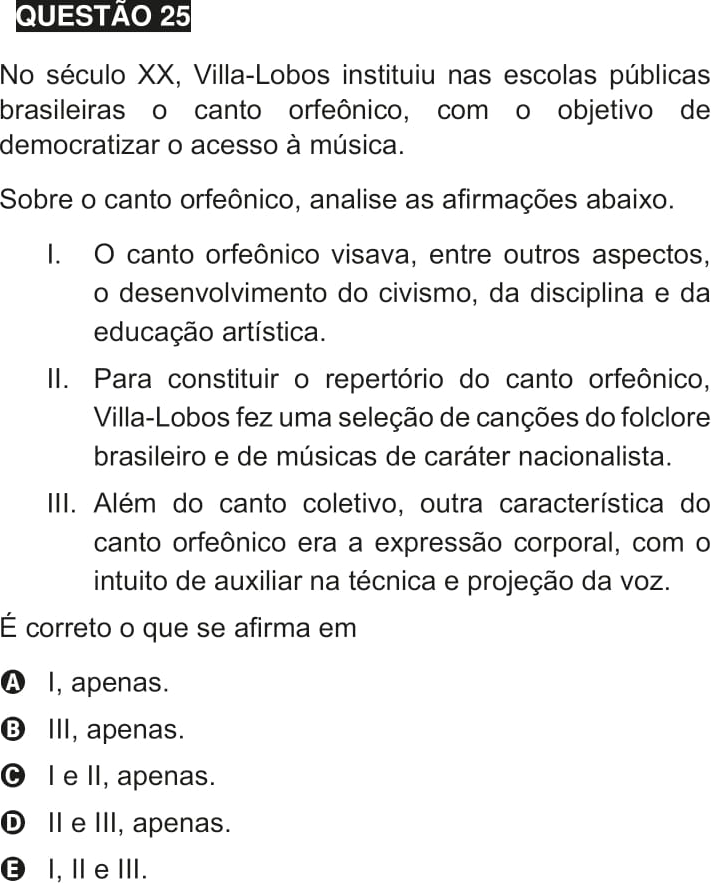 QUESTÃO 25
No século XX, Villa-Lobos instituiu nas escolas públicas
brasileiras o canto orfeônico, com o objetivo de
democratizar o acesso à música.
Sobre o canto orfeônico, analise as afirmações abaixo.
I. O canto orfeônico visava, entre outros aspectos,
o desenvolvimento do civismo, da disciplina e da
educação artística.
II. Para constituir o repertório do canto orfeônico,
Villa-Lobos fez uma seleção de canções do folclore
brasileiro e de músicas de caráter nacionalista.
III. Além do canto coletivo, outra característica do
canto orfeônico era a expressão corporal, com o
intuito de auxiliar na técnica e projeção da voz.
É correto o que se afirma em
A I, apenas.
B III, apenas.
C I e II, apenas.
D II e III, apenas.
E I, II e III.